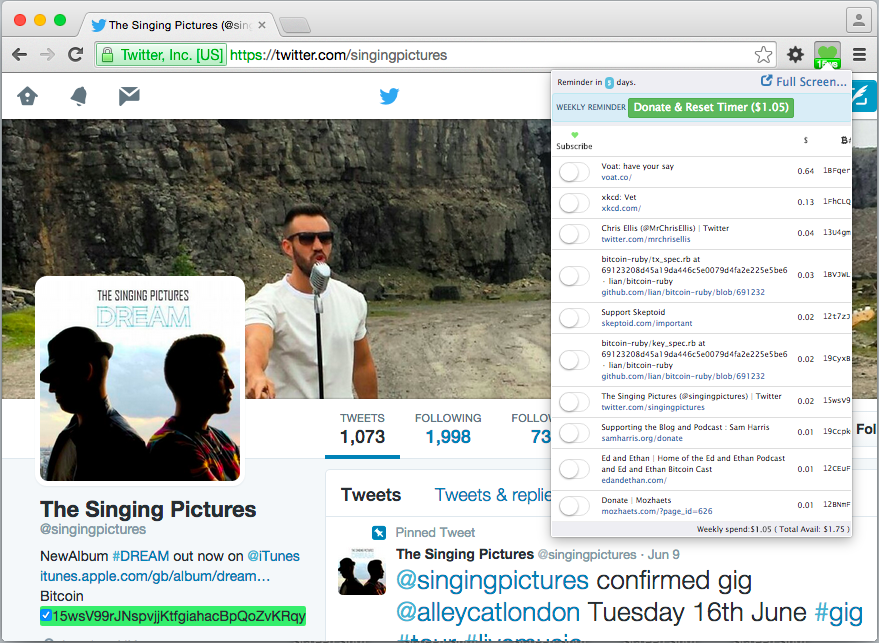 The Singing Pictures (@sing
Twitter, Inc. [US] https://twitter.com/singingpictures
15ws
Reminder in 5 days.
Full Screen...
WEEKLY REMINDER Donate & Reset Timer ($1.05)
Subscribe
$
Voat: have your say
voat.co/
0.64 1BFqer
xkcd: Vet
xkcd.com/
0.13 1FhCLQ
Chris Ellis (@MrChrisEllis) | Twitter
twitter.com/mrchrisellis
0.04 13U4gm
bitcoin-ruby/tx_spec.rb at
69123208d45a19da446c5e0079d4fa2e225e5be6
- lian/bitcoin-ruby
github.com/lian/bitcoin-ruby/blob/691232
0.03 1BVJWL
Support Skeptoid
skeptoid.com/important
0.02 12t7zJ
bitcoin-ruby/key_spec.rb at
69123208d45a19da446c5e0079d4fa2e225e5be6
- lian/bitcoin-ruby
github.com/lian/bitcoin-ruby/blob/691232
0.02 19CyxB
The Singing Pictures (@singingpictures) | Twitter
twitter.com/singingpictures
0.02 15wsV9
Supporting the Blog and Podcast : Sam Harris
samharris.org/donate
0.01 19Ccpk
Ed and Ethan | Home of the Ed and Ethan Podcast
and Ed and Ethan Bitcoin Cast
edandethan.com/
0.01 12CEuF
Donate | Mozhaets
mozhaets.com/?page_id=626
0.01 12BNmF
Weekly spend:$1.05 ( Total Avail: $1.75 )
THE SINGING PICTURES
DREAM
TWEETS
1,073
FOLLOWING
1,998
FOLLOW
73
Fol
The Singing Pictures
@singingpictures
NewAlbum #DREAM out now on @iTunes
itunes.apple.com/gb/album/dream…
Bitcoin
15wsV99rJNspvjjKtfgiahacBpQoZvKRqy
Tweets Tweets & replie
Pinned Tweet
The Singing Pictures @singingpictures · Jun 9
@singingpictures confirmed gig
@alleycatlondon Tuesday 16th June #gig
#tour #livemusic